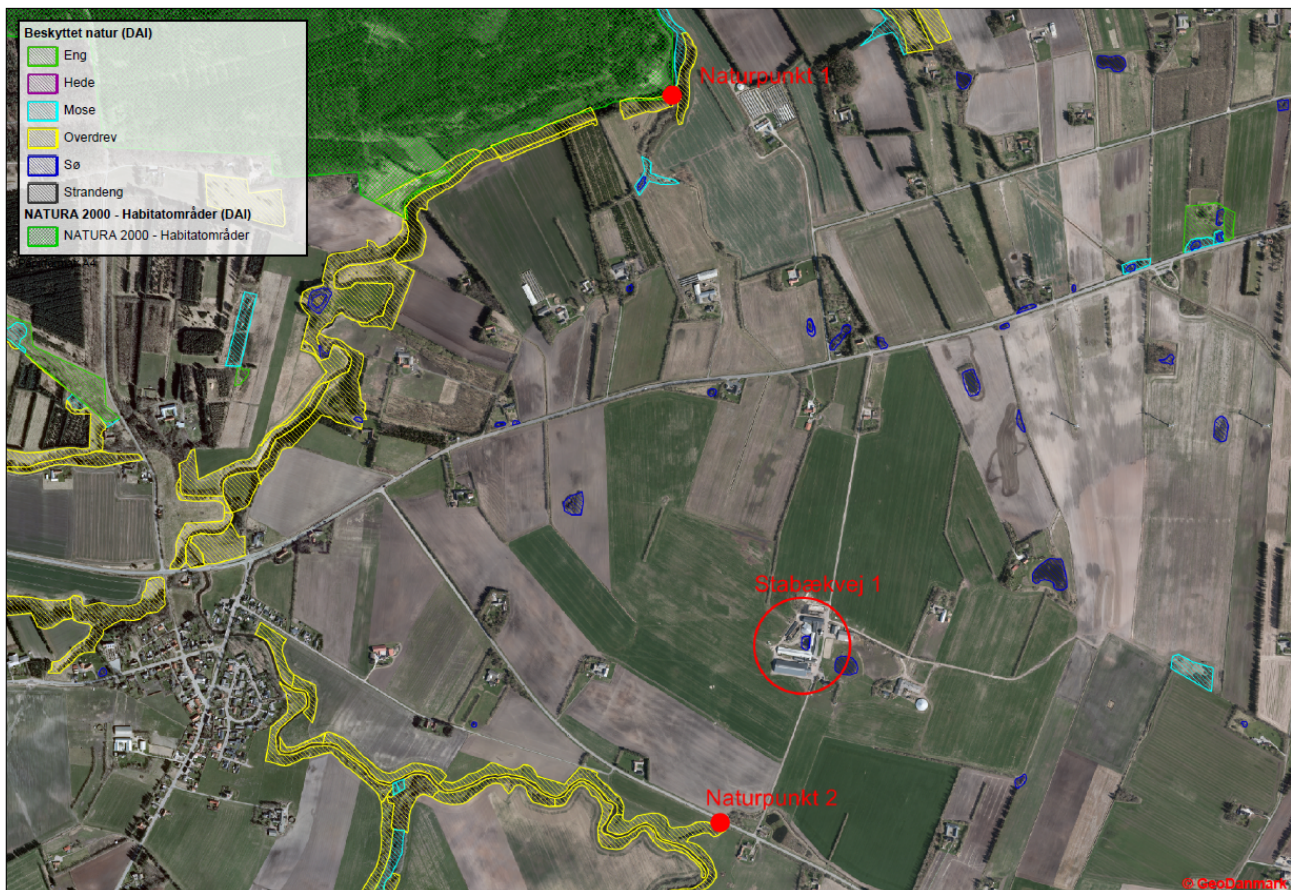 Beskyttet natur (DAI)
Eng
Hede
Mose
Overdrev
Sø
Strandeng
NATURA 2000 - Habitatområder (DAI)
NATURA 2000 - Habitatområder
Naturpunkt 1
Stabækvej 1
Naturpunkt 2
© GeoDanmark